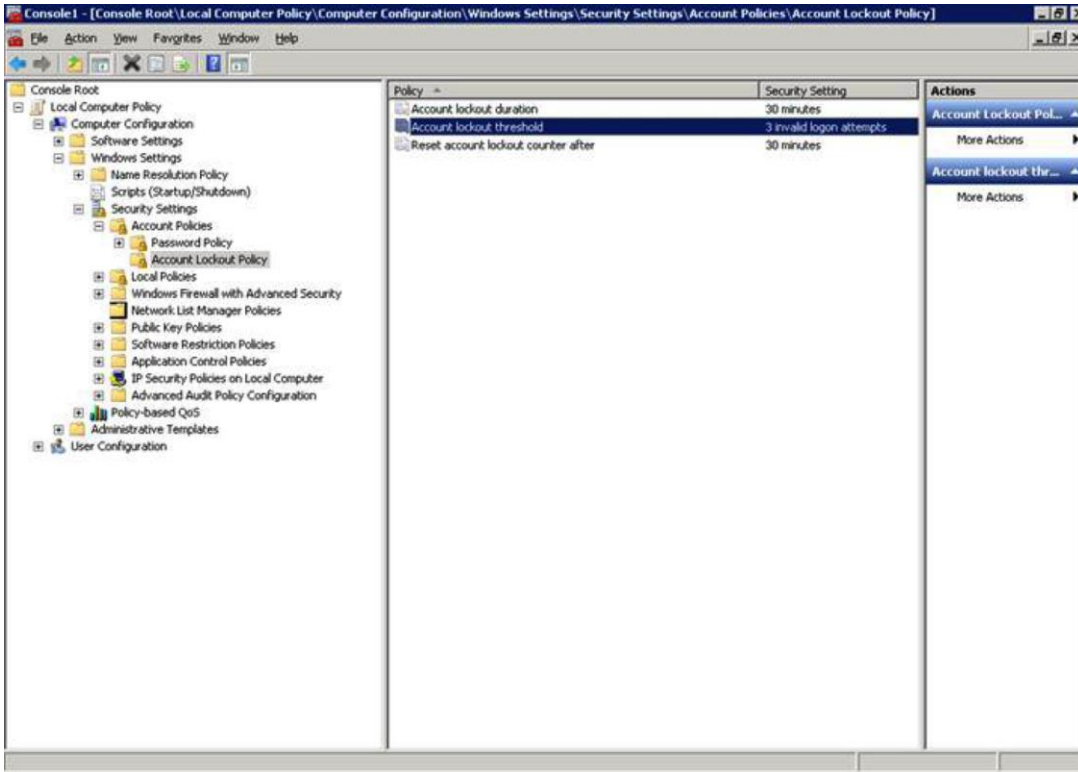 Console1 - [Console Root\Local Computer Policy\Computer Configuration\Windows Settings\Security Settings\Account Policies\Account Lockout Policy]
File Action View Favorites Window Help
Console Root
Local Computer Policy
Computer Configuration
Software Settings
Windows Settings
Name Resolution Policy
Scripts (Startup/Shutdown)
Security Settings
Account Policies
Password Policy
Account Lockout Policy
Local Policies
Windows Firewall with Advanced Security
Network List Manager Policies
Public Key Policies
Software Restriction Policies
Application Control Policies
IP Security Policies on Local Computer
Advanced Audit Policy Configuration
Policy-based QoS
Administrative Templates
User Configuration
Policy Security Setting
Account lockout duration 30 minutes
Account lockout threshold 3 invalid logon attempts
Reset account lockout counter after 30 minutes
Actions
Account Lockout Pol...
More Actions
Account lockout thr...
More Actions